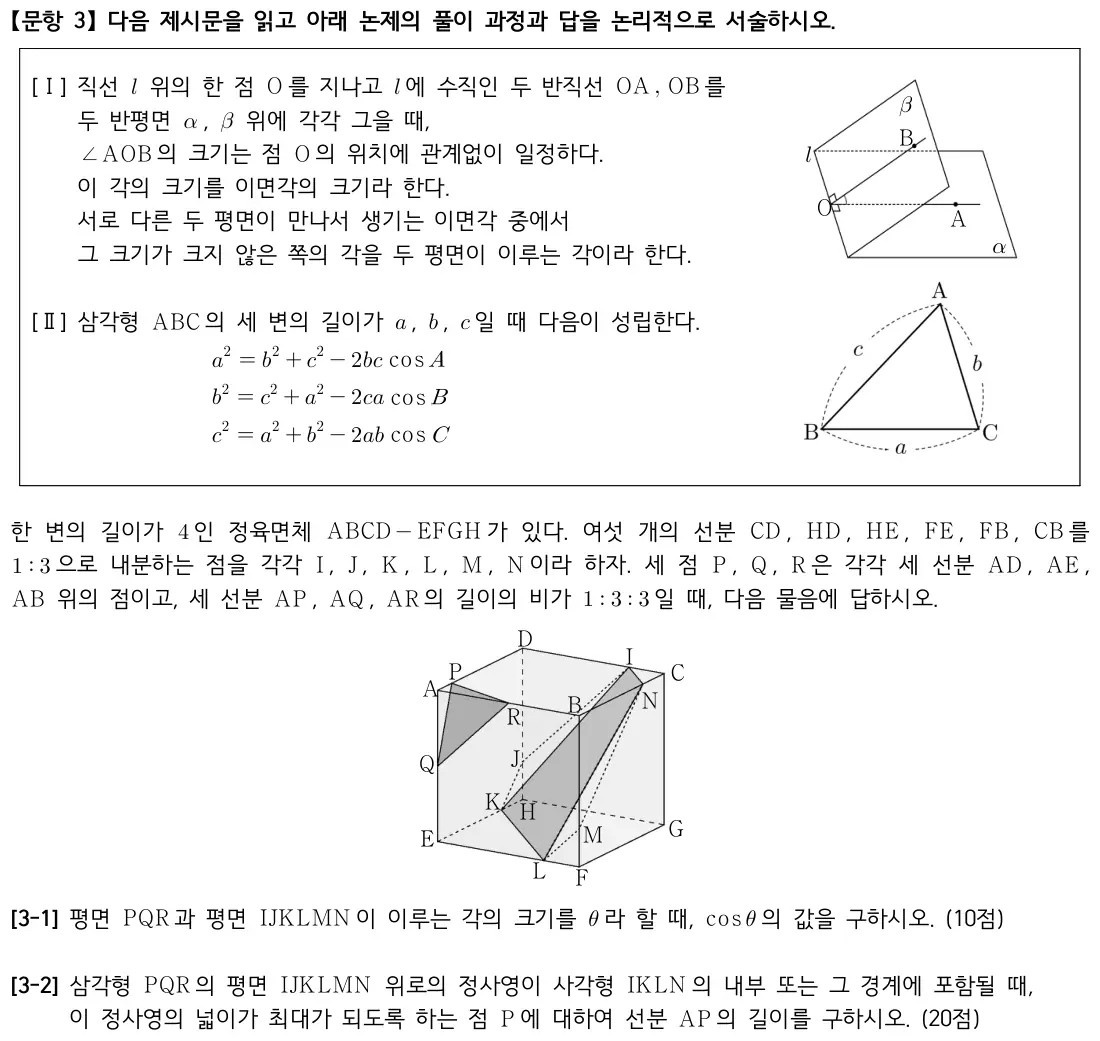 【문항 3】 다음 제시문을 읽고 아래 논제의 풀이 과정과 답을 논리적으로 서술하시오.
[Ⅰ] 직선 l 위의 한 점 O를 지나고 l에 수직인 두 반직선 OA, OB를
두 반평면 α, β 위에 각각 그을 때,
∠AOB의 크기는 점 O의 위치에 관계없이 일정하다.
이 각의 크기를 이면각의 크기라 한다.
서로 다른 두 평면이 만나서 생기는 이면각 중에서
그 크기가 크지 않은 쪽의 각을 두 평면이 이루는 각이라 한다.
β
B
l
O
A
α
[Ⅱ] 삼각형 ABC의 세 변의 길이가 a, b, c일 때 다음이 성립한다.
a² = b² + c² − 2bc cos A
b² = c² + a² − 2ca cos B
c² = a² + b² − 2ab cos C
A
c
b
B
C
a
한 변의 길이가 4인 정육면체 ABCD−EFGH가 있다. 여섯 개의 선분 CD, HD, HE, FE, FB, CB를
1:3으로 내분하는 점을 각각 I, J, K, L, M, N이라 하자. 세 점 P, Q, R은 각각 세 선분 AD, AE,
AB 위의 점이고, 세 선분 AP, AQ, AR의 길이의 비가 1:3:3일 때, 다음 물음에 답하시오.
D
I
P
C
A
B
N
R
Q
J
K
H
M
G
E
L
F
[3-1] 평면 PQR과 평면 IJKLMN이 이루는 각의 크기를 θ라 할 때, cosθ의 값을 구하시오. (10점)
[3-2] 삼각형 PQR의 평면 IJKLMN 위로의 정사영이 사각형 IKLN의 내부 또는 그 경계에 포함될 때,
이 정사영의 넓이가 최대가 되도록 하는 점 P에 대하여 선분 AP의 길이를 구하시오. (20점)